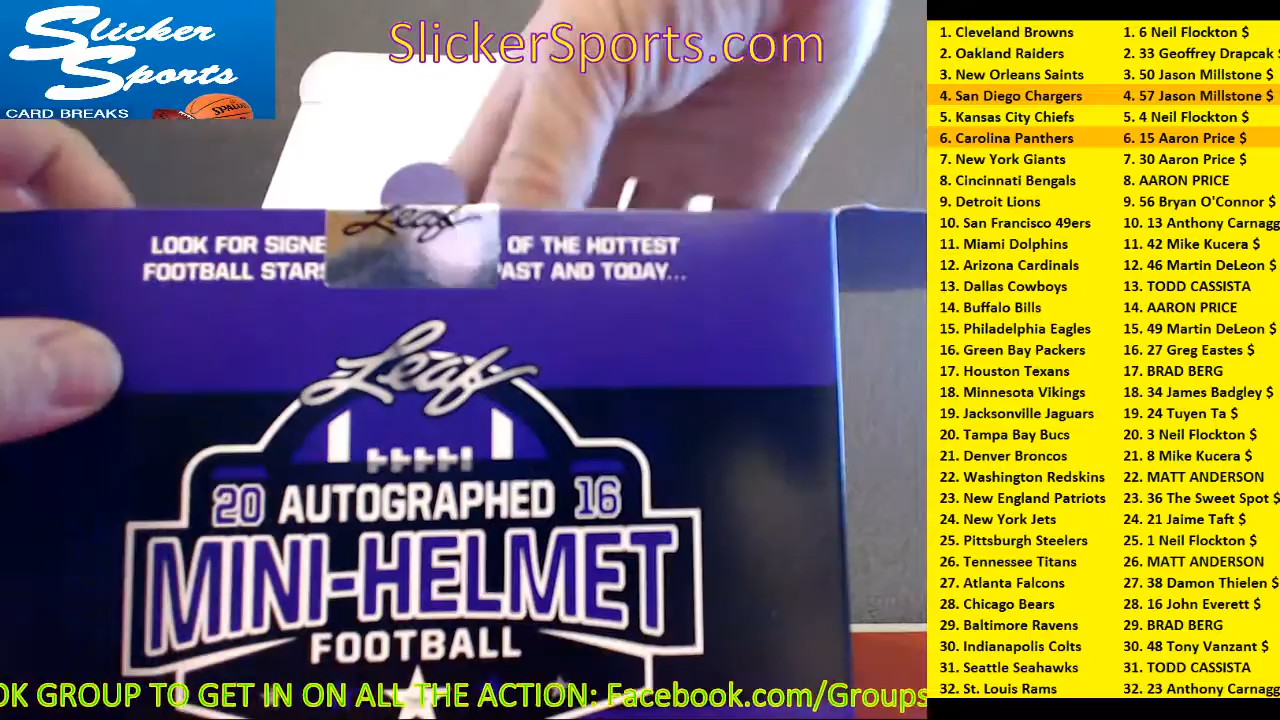 Slicker
Sports
CARD BREAKS
SPALDING
SlickerSports.com
Leaf
LOOK FOR SIGNE OF THE HOTTEST
FOOTBALL STARS PAST AND TODAY...
Leaf
20 AUTOGRAPHED 16
MINI-HELMET
FOOTBALL
OK GROUP TO GET IN ON ALL THE ACTION: Facebook.com/Groups
1. Cleveland Browns 1. 6 Neil Flockton $
2. Oakland Raiders 2. 33 Geoffrey Drapcak $
3. New Orleans Saints 3. 50 Jason Millstone $
4. San Diego Chargers 4. 57 Jason Millstone $
5. Kansas City Chiefs 5. 4 Neil Flockton $
6. Carolina Panthers 6. 15 Aaron Price $
7. New York Giants 7. 30 Aaron Price $
8. Cincinnati Bengals 8. AARON PRICE
9. Detroit Lions 9. 56 Bryan O'Connor $
10. San Francisco 49ers 10. 13 Anthony Carnagg
11. Miami Dolphins 11. 42 Mike Kucera $
12. Arizona Cardinals 12. 46 Martin DeLeon $
13. Dallas Cowboys 13. TODD CASSISTA
14. Buffalo Bills 14. AARON PRICE
15. Philadelphia Eagles 15. 49 Martin DeLeon $
16. Green Bay Packers 16. 27 Greg Eastes $
17. Houston Texans 17. BRAD BERG
18. Minnesota Vikings 18. 34 James Badgley $
19. Jacksonville Jaguars 19. 24 Tuyen Ta $
20. Tampa Bay Bucs 20. 3 Neil Flockton $
21. Denver Broncos 21. 8 Mike Kucera $
22. Washington Redskins 22. MATT ANDERSON
23. New England Patriots 23. 36 The Sweet Spot $
24. New York Jets 24. 21 Jaime Taft $
25. Pittsburgh Steelers 25. 1 Neil Flockton $
26. Tennessee Titans 26. MATT ANDERSON
27. Atlanta Falcons 27. 38 Damon Thielen $
28. Chicago Bears 28. 16 John Everett $
29. Baltimore Ravens 29. BRAD BERG
30. Indianapolis Colts 30. 48 Tony Vanzant $
31. Seattle Seahawks 31. TODD CASSISTA
32. St. Louis Rams 32. 23 Anthony Carnagg